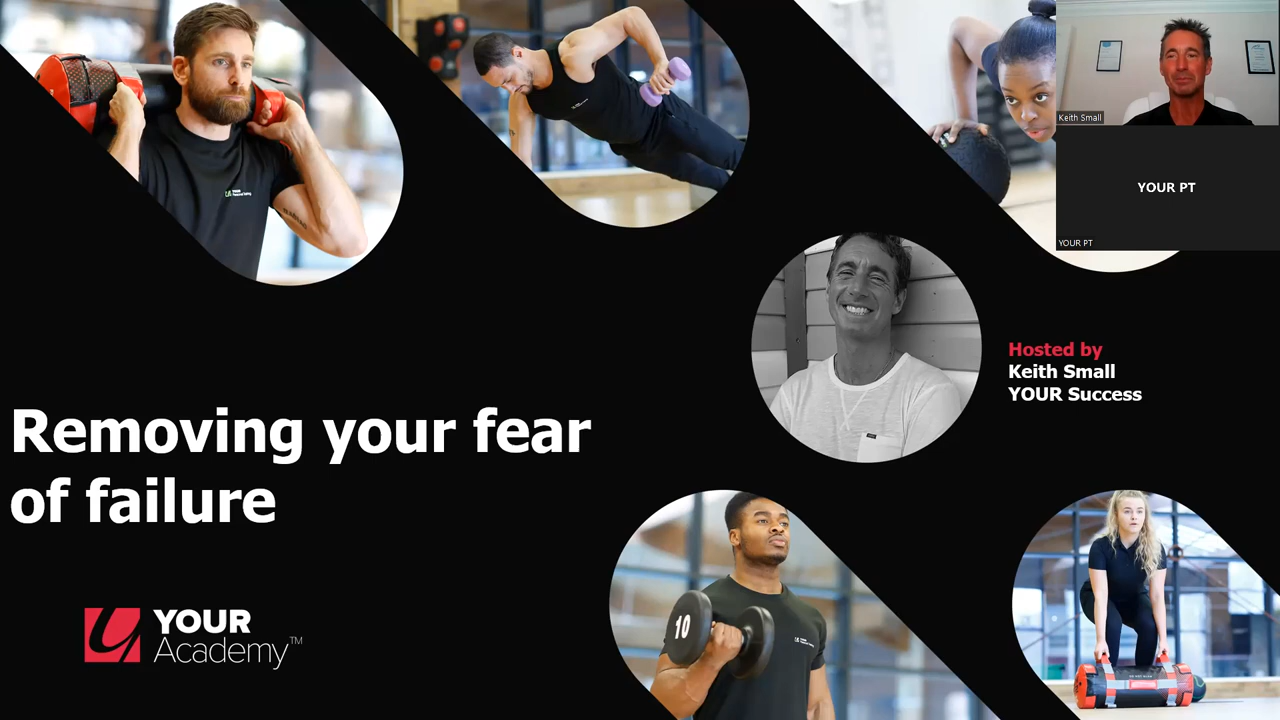 Keith Small
YOUR PT
YOUR PT
Hosted by
Keith Small
YOUR Success
Removing your fear
of failure
YOUR
Academy™
10